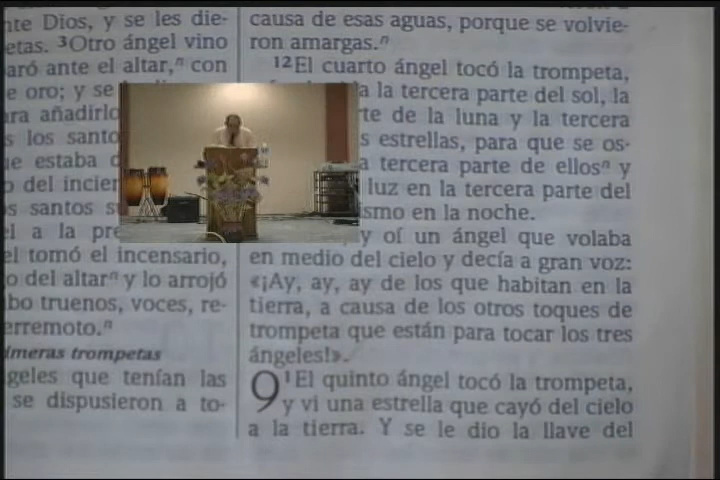 nte Dios, y se les die-
etas. ³Otro ángel vino
aró ante el altar,ⁿ con
e oro; y se
ra añadirlo
s los santo
ue estaba d
o del incier
s santos s
el a la pre
el tomó el incensario,
o del altarⁿ y lo arrojó
bo truenos, voces, re-
erremoto.ⁿ
imeras trompetas
geles que tenían las
se dispusieron a to-
causa de esas aguas, porque se volvie-
ron amargas.ⁿ
¹²El cuarto ángel tocó la trompeta,
a la tercera parte del sol, la
rte de la luna y la tercera
s estrellas, para que se os-
a tercera parte de ellosⁿ y
luz en la tercera parte del
smo en la noche.
y oí un ángel que volaba
en medio del cielo y decía a gran voz:
«¡Ay, ay, ay de los que habitan en la
tierra, a causa de los otros toques de
trompeta que están para tocar los tres
ángeles!».
9 ¹El quinto ángel tocó la trompeta,
y vi una estrella que cayó del cielo
a la tierra. Y se le dio la llave del